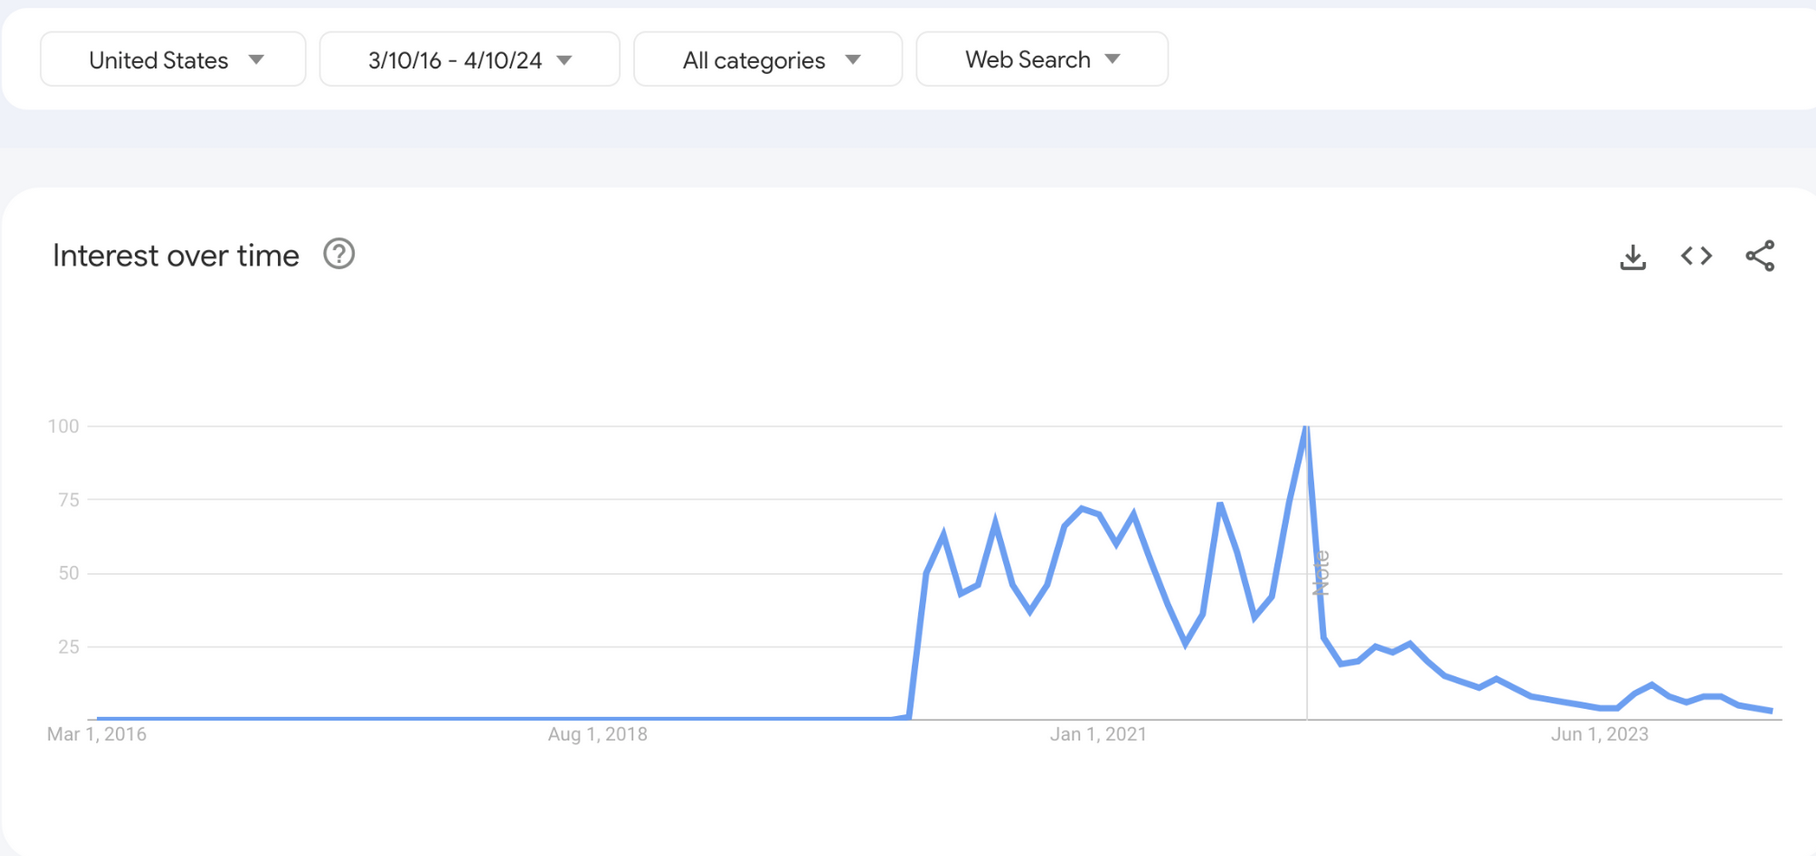 United States 3/10/16 - 4/10/24 All categories Web Search
Interest over time ?
100
75
50
25
Note
Mar 1, 2016 Aug 1, 2018 Jan 1, 2021 Jun 1, 2023